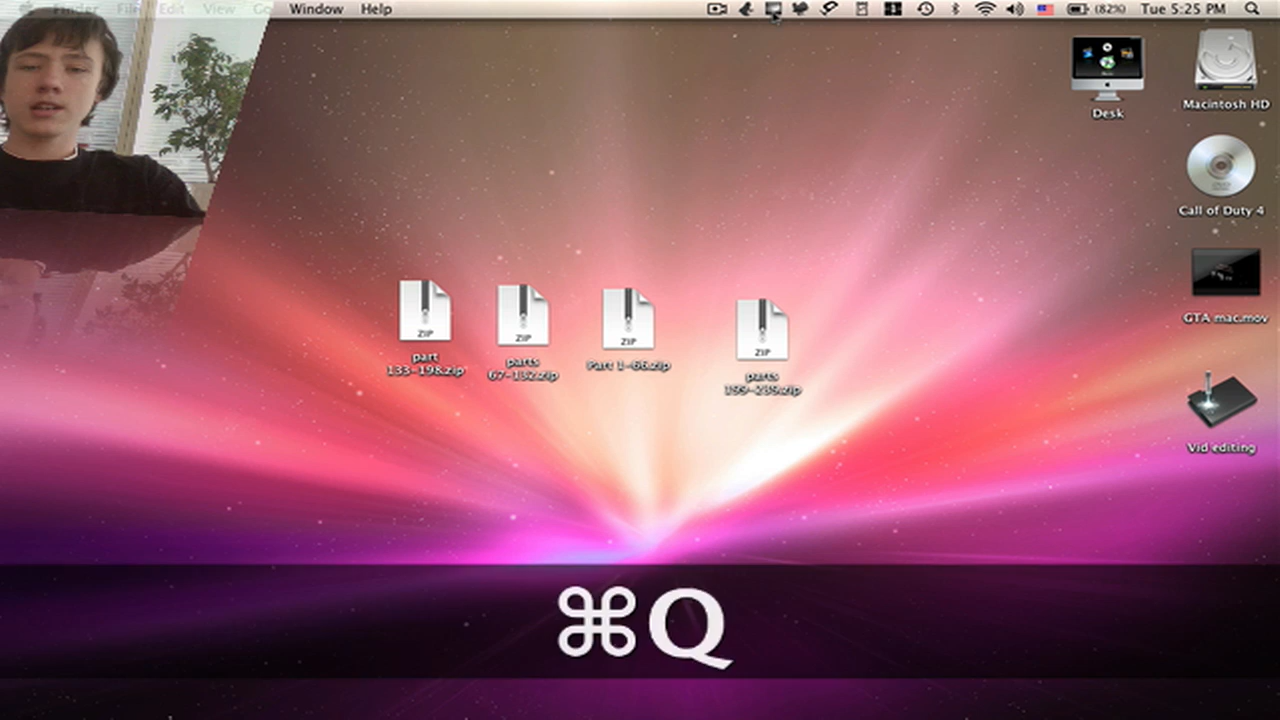 Finder File Edit View Go Window Help (82%) Tue 5:25 PM
Desk
Macintosh HD
DVD
Call of Duty 4
GTA mac.mov
Vid editing
ZIP
part
133-198.zip
ZIP
parts
67-132.zip
ZIP
Part 1-66.zip
ZIP
parts
199-239.zip
⌘Q